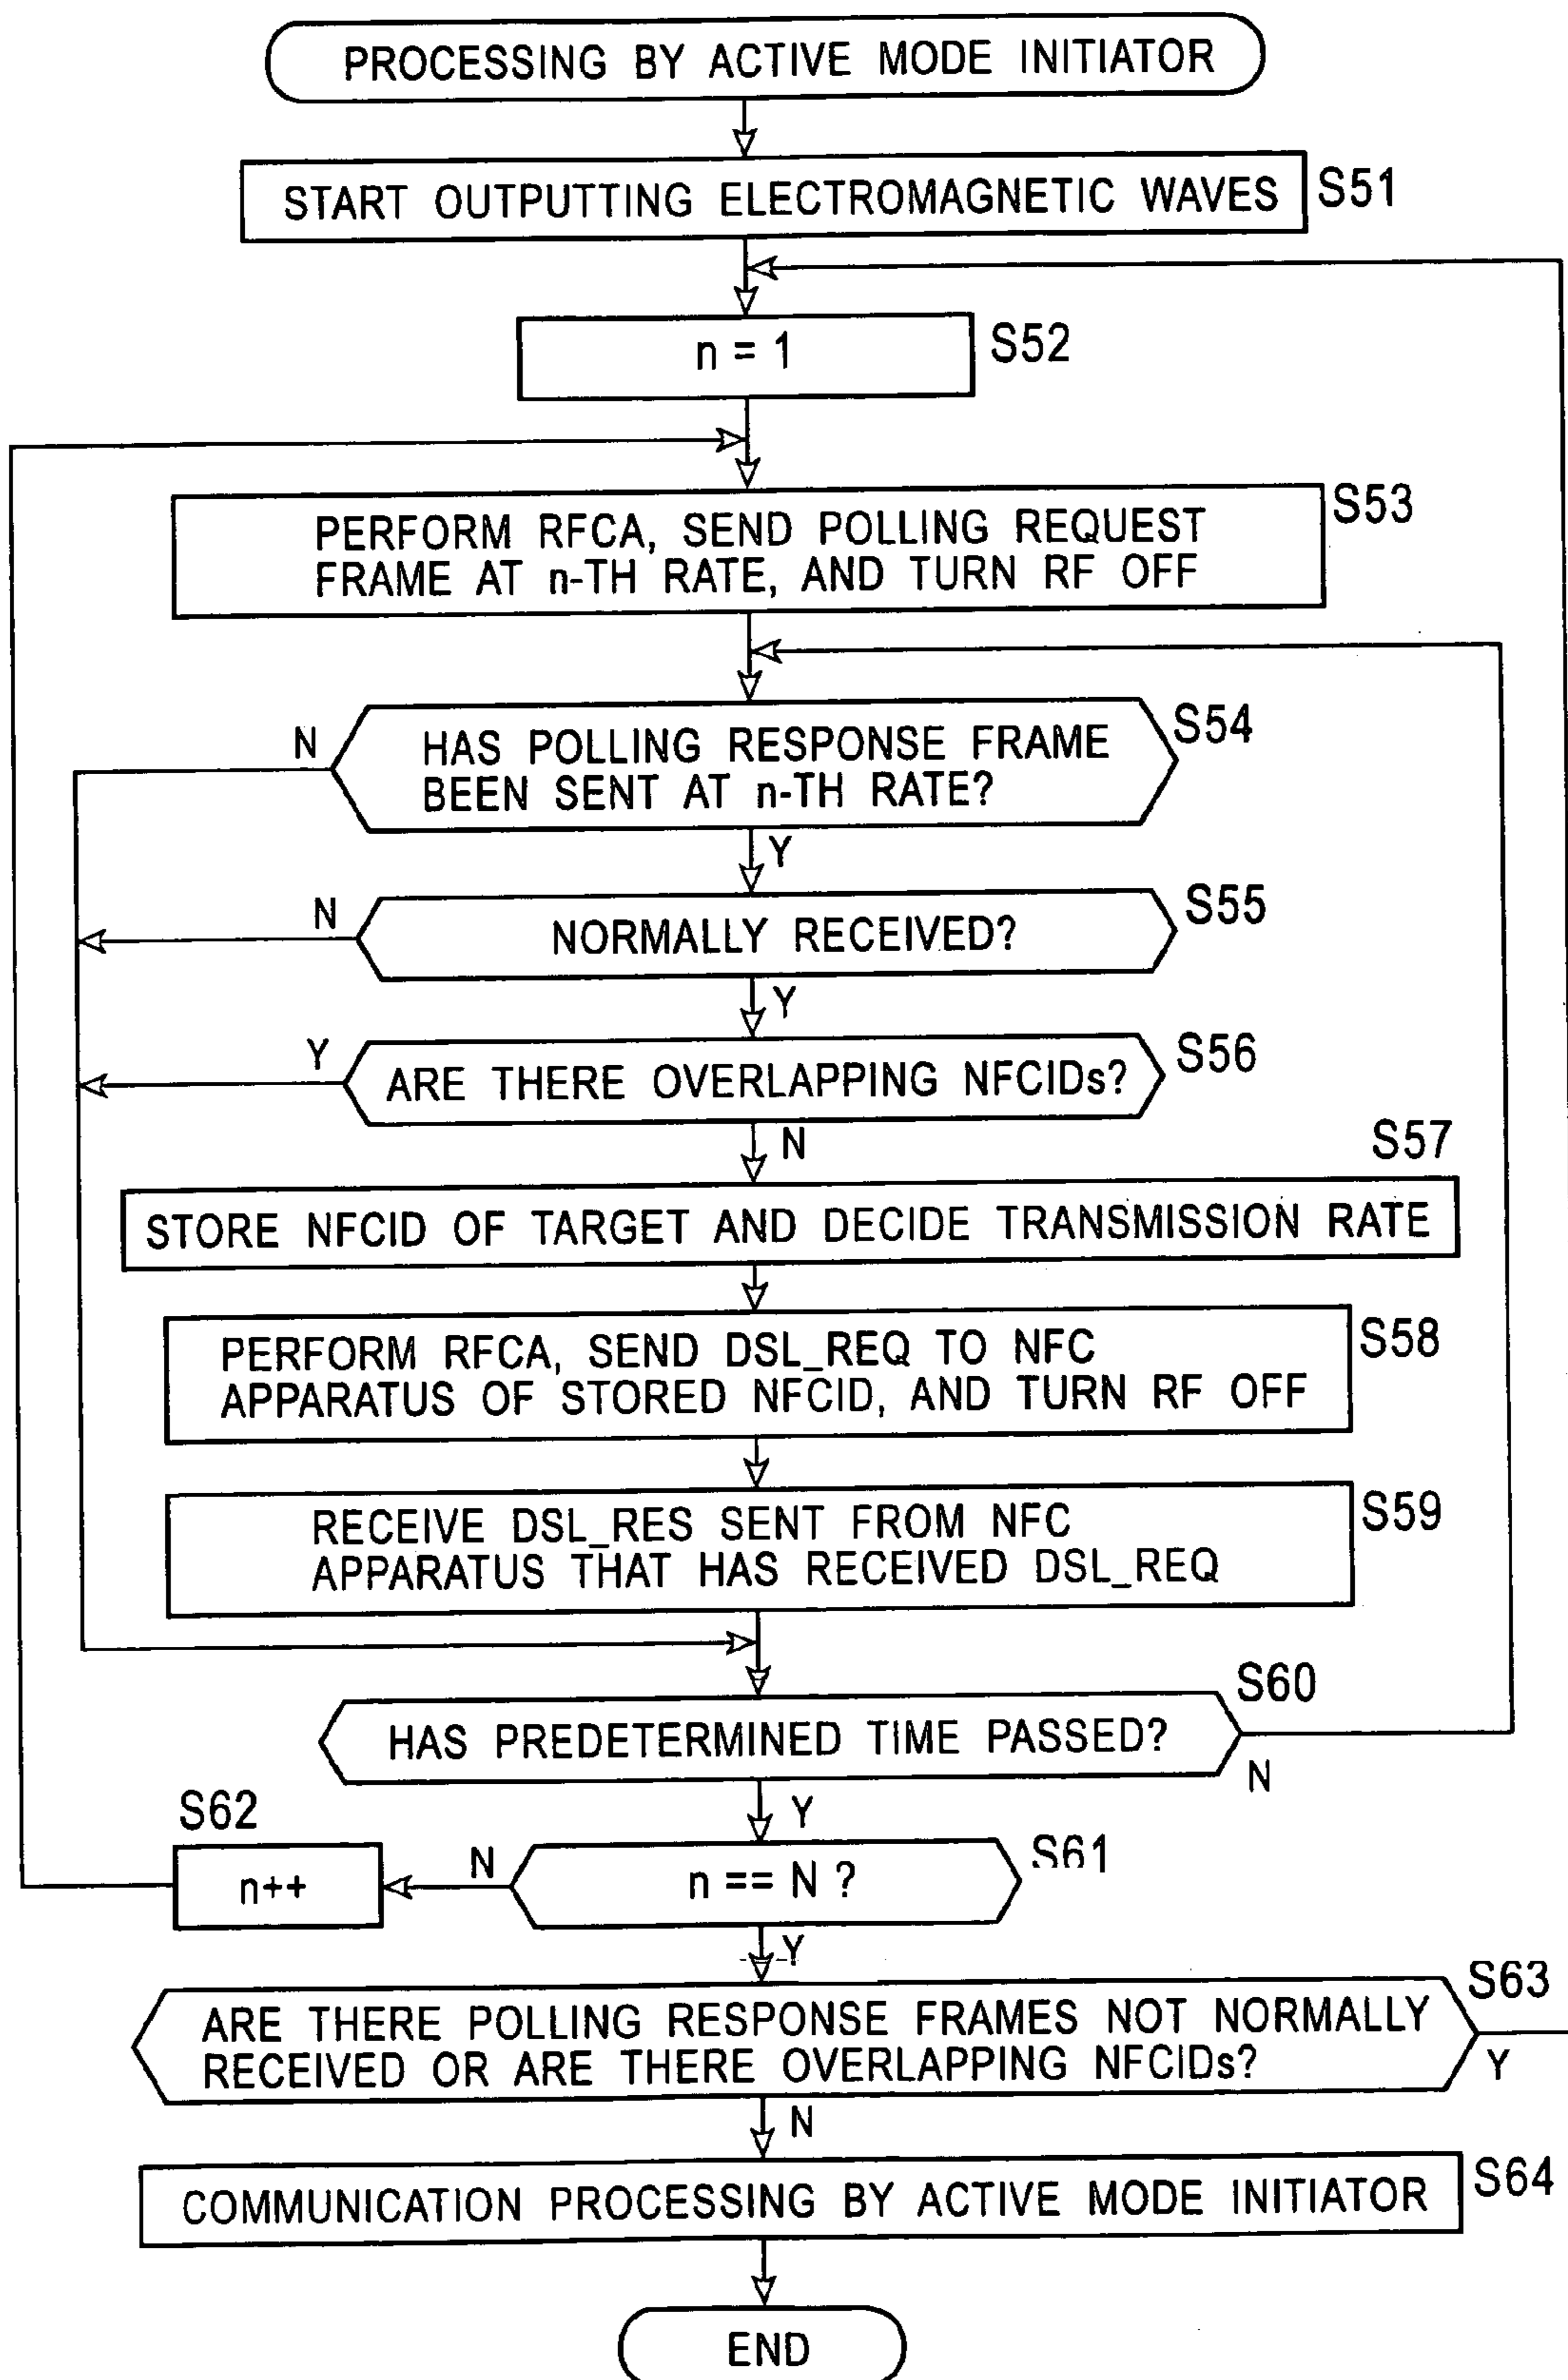 PROCESSING BY ACTIVE MODE INITIATOR
START OUTPUTTING ELECTROMAGNETIC WAVES
S51
n = 1
S52
PERFORM RFCA, SEND POLLING REQUEST
FRAME AT n-TH RATE, AND TURN RF OFF
S53
HAS POLLING RESPONSE FRAME
BEEN SENT AT n-TH RATE?
S54
N
Y
NORMALLY RECEIVED?
S55
N
Y
ARE THERE OVERLAPPING NFCIDs?
S56
Y
N
S57
STORE NFCID OF TARGET AND DECIDE TRANSMISSION RATE
PERFORM RFCA, SEND DSL_REQ TO NFC
APPARATUS OF STORED NFCID, AND TURN RF OFF
S58
RECEIVE DSL_RES SENT FROM NFC
APPARATUS THAT HAS RECEIVED DSL_REQ
S59
HAS PREDETERMINED TIME PASSED?
S60
N
Y
S62
n++
N
n == N ?
S61
Y
ARE THERE POLLING RESPONSE FRAMES NOT NORMALLY
RECEIVED OR ARE THERE OVERLAPPING NFCIDs?
S63
Y
N
COMMUNICATION PROCESSING BY ACTIVE MODE INITIATOR
S64
END